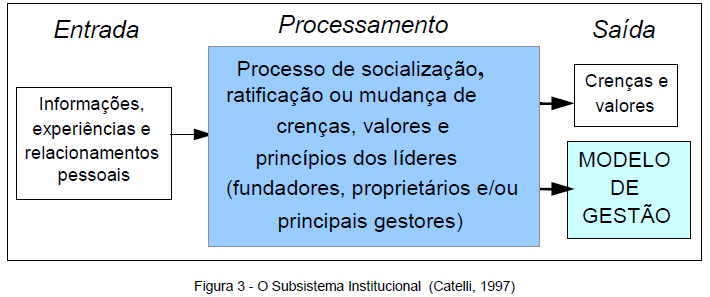 Entrada
Processamento
Saída
Informações,
experiências e
relacionamentos
pessoais
Processo de socialização,
ratificação ou mudança de
crenças, valores e
princípios dos líderes
(fundadores, proprietários e/ou
principais gestores)
Crenças e
valores
MODELO
DE
GESTÃO
Figura 3 - O Subsistema Institucional (Catelli, 1997)